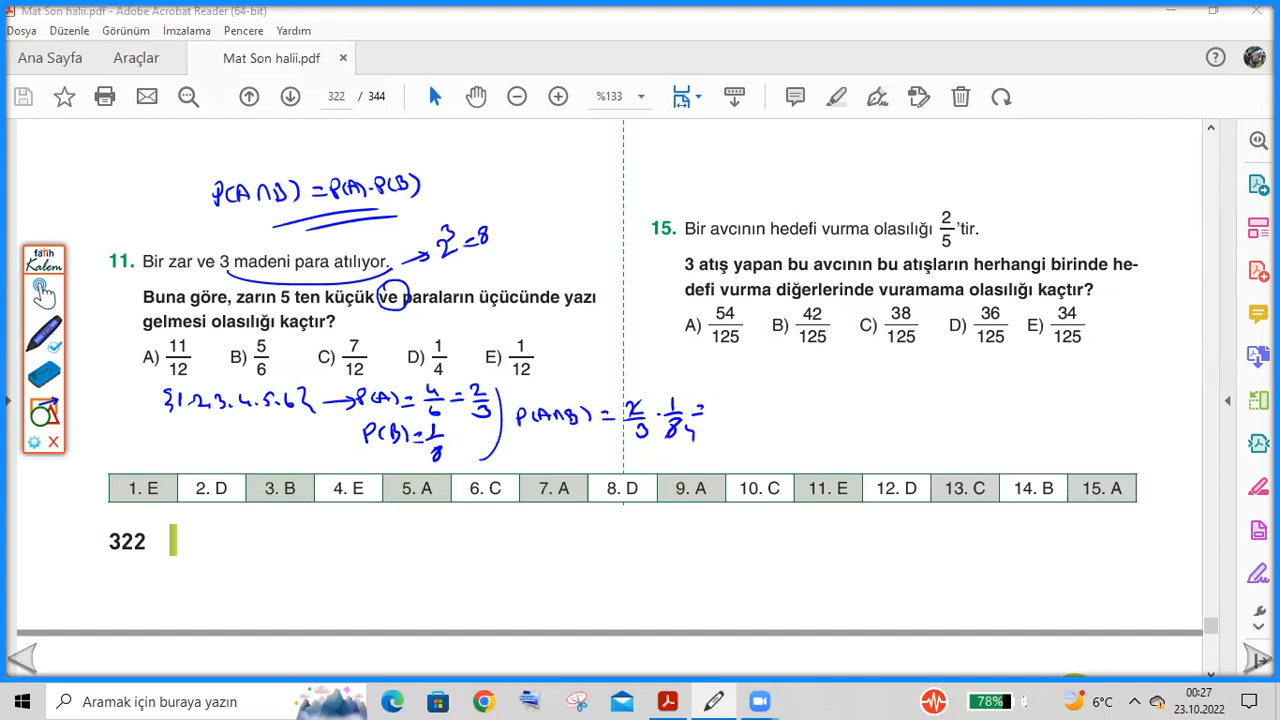 Mat Son halii.pdf - Adobe Acrobat Reader (64-bit)
Dosya Düzenle Görünüm İmzalama Pencere Yardım
Ana Sayfa Araçlar Mat Son halii.pdf ×
322 / 344 %133
P(A∩B) = P(A)·P(B)
11. Bir zar ve 3 madeni para atılıyor. → 2³ = 8
Buna göre, zarın 5 ten küçük ve paraların üçücünde yazı
gelmesi olasılığı kaçtır?
A) 11/12 B) 5/6 C) 7/12 D) 1/4 E) 1/12
{1.2.3.4.5.6} → P(A) = 4/6 = 2/3
P(B) = 1/8
P(A∩B) = 2/3 · 1/8 4 =
fatih
Kalem
15. Bir avcının hedefi vurma olasılığı 2/5 'tir.
3 atış yapan bu avcının bu atışların herhangi birinde he-
defi vurma diğerlerinde vuramama olasılığı kaçtır?
A) 54/125 B) 42/125 C) 38/125 D) 36/125 E) 34/125
1. E 2. D 3. B 4. E 5. A 6. C 7. A 8. D 9. A 10. C 11. E 12. D 13. C 14. B 15. A
322
Aramak için buraya yazın
78%
6°C
00:27
23.10.2022